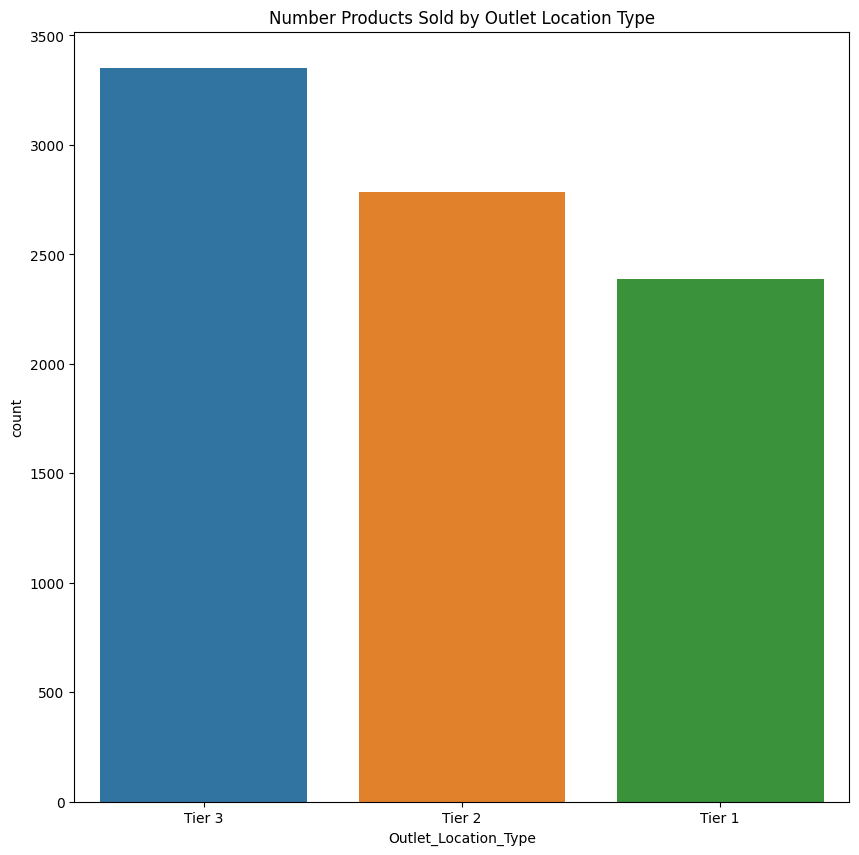 Number Products Sold by Outlet Location Type
3500
3000
2500
2000
1500
1000
500
0
count
Tier 3 Tier 2 Tier 1
Outlet_Location_Type